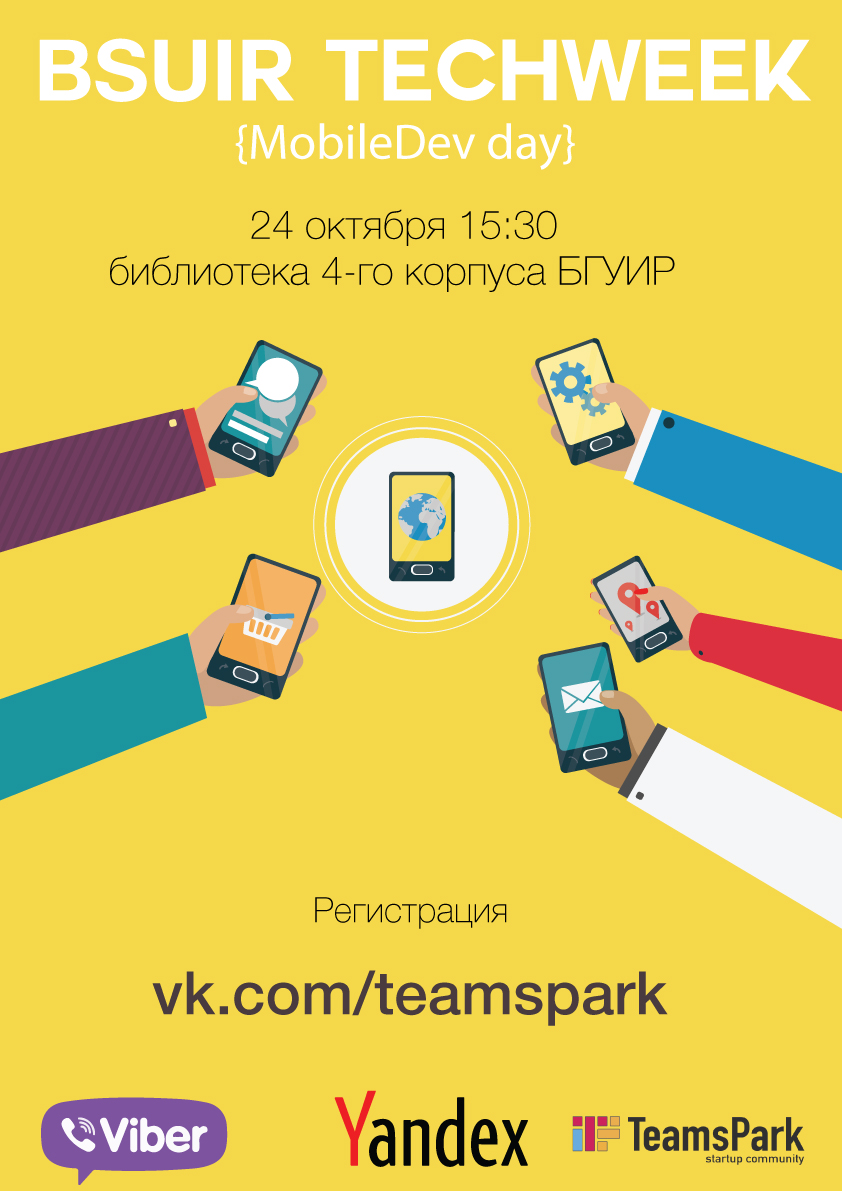 BSUIR TECHWEEK
{MobileDev day}
24 октября 15:30
библиотека 4-го корпуса БГУИР
Регистрация
vk.com/teamspark
Viber
Yandex
TeamsPark
startup community